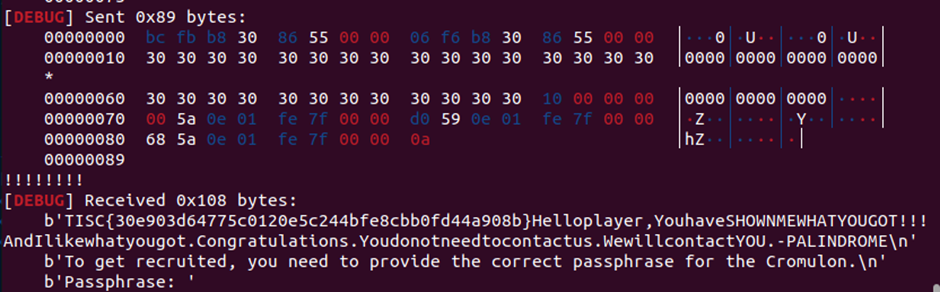 [DEBUG] Sent 0x89 bytes:
00000000 bc fb b8 30 86 55 00 00 06 f6 b8 30 86 55 00 00 |···0|·U··|···0|·U··|
00000010 30 30 30 30 30 30 30 30 30 30 30 30 30 30 30 30 |0000|0000|0000|0000|
*
00000060 30 30 30 30 30 30 30 30 30 30 30 30 10 00 00 00 |0000|0000|0000|····|
00000070 00 5a 0e 01 fe 7f 00 00 d0 59 0e 01 fe 7f 00 00 |·Z··|····|·Y··|····|
00000080 68 5a 0e 01 fe 7f 00 00 0a |hZ··|····|·|
00000089
!!!!!!!!
[DEBUG] Received 0x108 bytes:
b'TISC{30e903d64775c0120e5c244bfe8cbb0fd44a908b}Helloplayer,YouhaveSHOWNMEWHATYOUGOT!!!
AndIlikewhatyougot.Congratulations.Youdonotneedtocontactus.WewillcontactYOU.-PALINDROME\n'
b'To get recruited, you need to provide the correct passphrase for the Cromulon.\n'
b'Passphrase: '